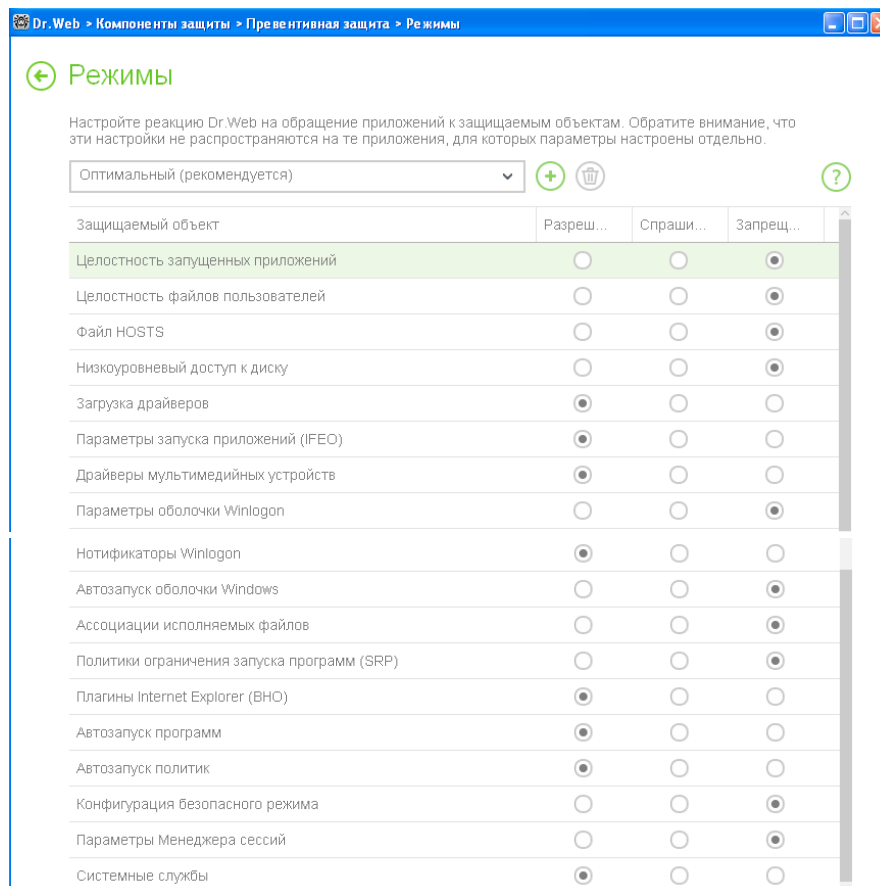 Dr.Web > Компоненты защиты > Превентивная защита > Режимы
Режимы
Настройте реакцию Dr.Web на обращение приложений к защищаемым объектам. Обратите внимание, что
эти настройки не распространяются на те приложения, для которых параметры настроены отдельно.
Оптимальный (рекомендуется)
?
Защищаемый объект Разреш... Спраши... Запрещ...
Целостность запущенных приложений
Целостность файлов пользователей
Файл HOSTS
Низкоуровневый доступ к диску
Загрузка драйверов
Параметры запуска приложений (IFEO)
Драйверы мультимедийных устройств
Параметры оболочки Winlogon
Нотификаторы Winlogon
Автозапуск оболочки Windows
Ассоциации исполняемых файлов
Политики ограничения запуска программ (SRP)
Плагины Internet Explorer (BHO)
Автозапуск программ
Автозапуск политик
Конфигурация безопасного режима
Параметры Менеджера сессий
Системные службы